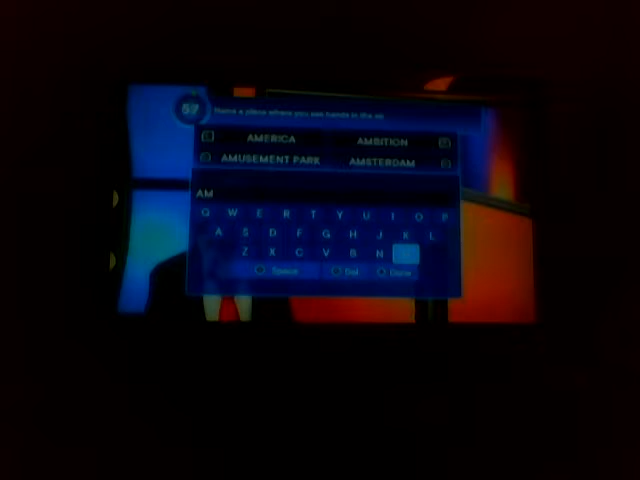 57
Name a place where you see hands in the air
AMERICA AMBITION
AMUSEMENT PARK AMSTERDAM
AM
Q W E R T Y U I O P
A S D F G H J K L
Z X C V B N
Space Del Done